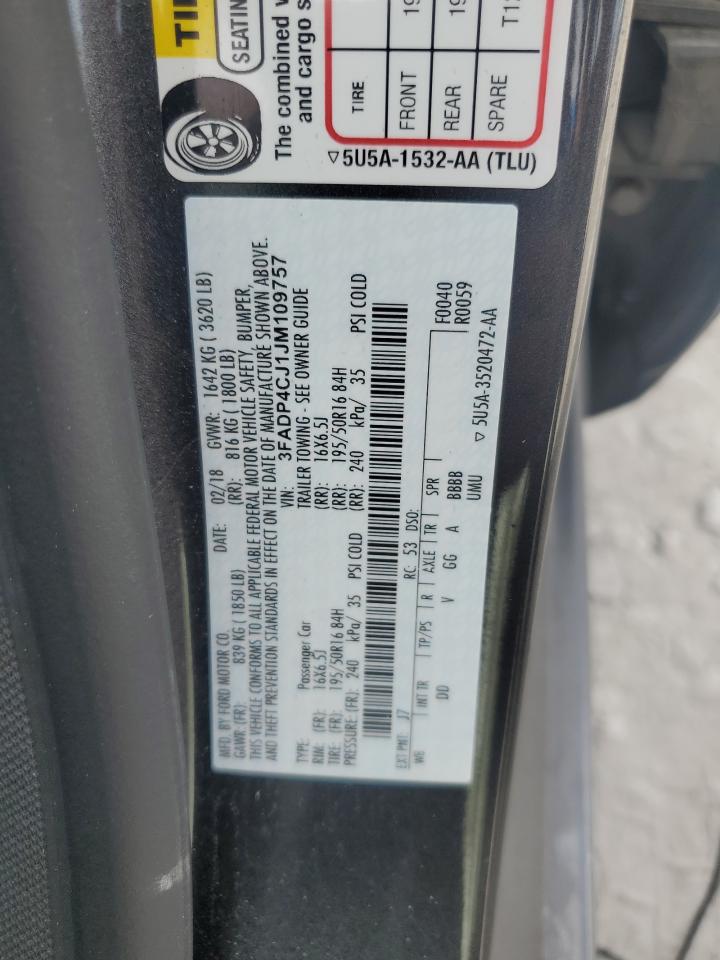 TIRE
FRONT 19
REAR 19
SPARE T1
SEATING
The combined
and cargo
▽5U5A-1532-AA (TLU)
MFD. BY FORD MOTOR CO. DATE: 02/18 GVWR: 1642 KG ( 3620 LB)
GAWR: (FR): 839 KG ( 1850 LB) (RR): 816 KG ( 1800 LB)
THIS VEHICLE CONFORMS TO ALL APPLICABLE FEDERAL MOTOR VEHICLE SAFETY, BUMPER,
AND THEFT PREVENTION STANDARDS IN EFFECT ON THE DATE OF MANUFACTURE SHOWN ABOVE.
VIN: 3FADP4CJ1JM109757
TYPE: Passenger Car TRAILER TOWING - SEE OWNER GUIDE
RIM: (FR): 16X6.5J (RR): 16X6.5J
TIRE: (FR): 195/50R16 84H (RR): 195/50R16 84H
PRESSURE (FR): 240 kPa/ 35 PSI COLD (RR): 240 kPa/ 35 PSI COLD
EXT PNT: J7 RC: 53 DSO: F0040
WB INT TR TP/PS R AXLE TR SPR R0059
DD V GG A BBBB
UMU
▽ 5U5A-3520472-AA